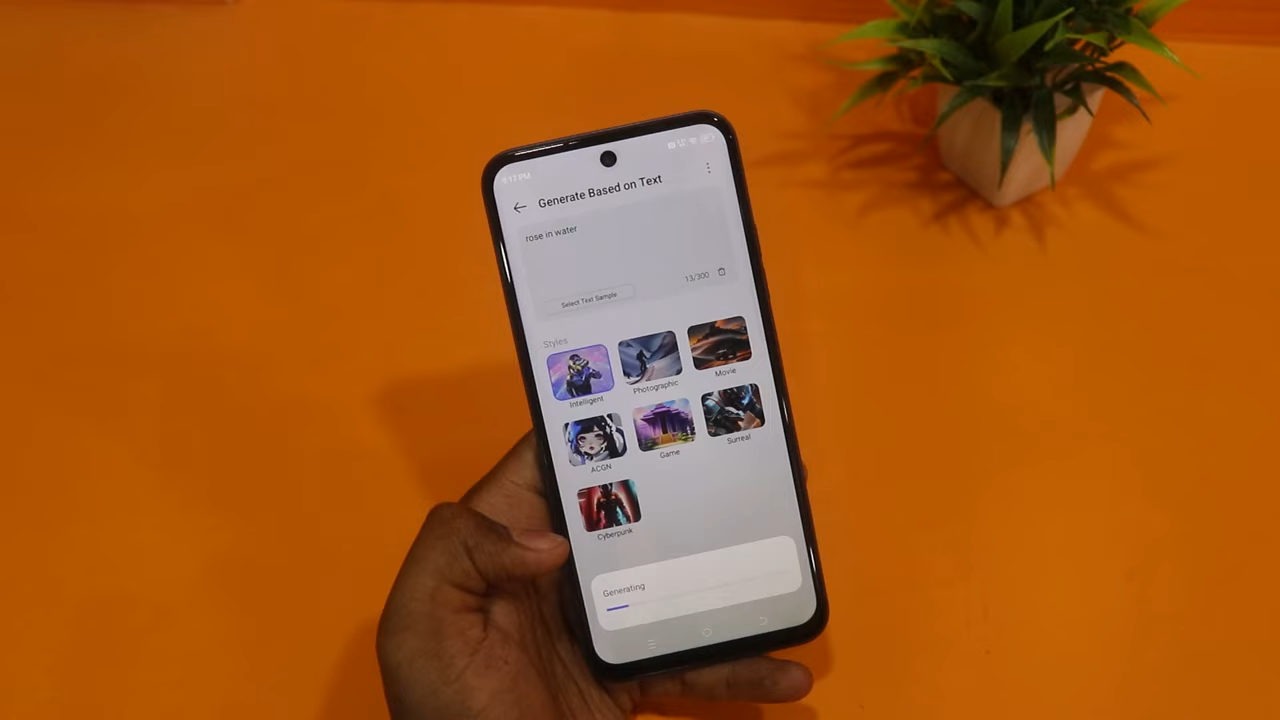 Generate Based on Text
rose in water
13/300
Select Text Sample
Styles
Intelligent
Photographic
Movie
ACGN
Game
Surreal
Cyberpunk
Generating